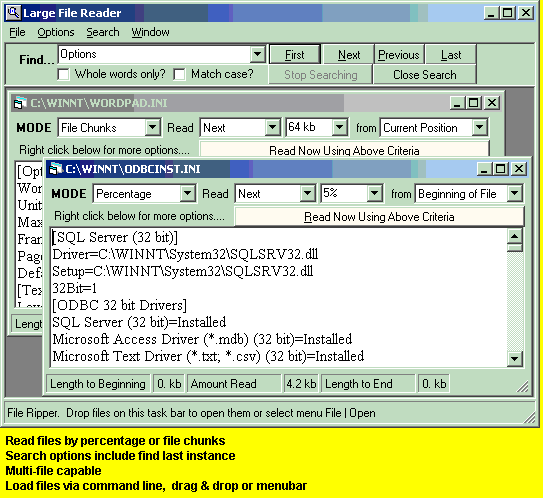 Large File Reader
File Options Search Window
Find... Options First Next Previous Last
Whole words only? Match case? Stop Searching Close Search
C:\WINNT\WORDPAD.INI
MODE File Chunks Read Next 64 kb from Current Position
Right click below for more options.... Read Now Using Above Criteria
C:\WINNT\ODBCINST.INI
MODE Percentage Read Next 5% from Beginning of File
Right click below for more options.... Read Now Using Above Criteria
[SQL Server (32 bit)]
Driver=C:\WINNT\System32\SQLSRV32.dll
Setup=C:\WINNT\System32\SQLSRV32.dll
32Bit=1
[ODBC 32 bit Drivers]
SQL Server (32 bit)=Installed
Microsoft Access Driver (*.mdb) (32 bit)=Installed
Microsoft Text Driver (*.txt; *.csv) (32 bit)=Installed
Length to Beginning 0. kb Amount Read 4.2 kb Length to End 0. kb
[Opt
Wor
Unit
Max
Fran
Page
Defa
[Tex
Length
File Ripper. Drop files on this task bar to open them or select menu File | Open
Read files by percentage or file chunks
Search options include find last instance
Multi-file capable
Load files via command line, drag & drop or menubar